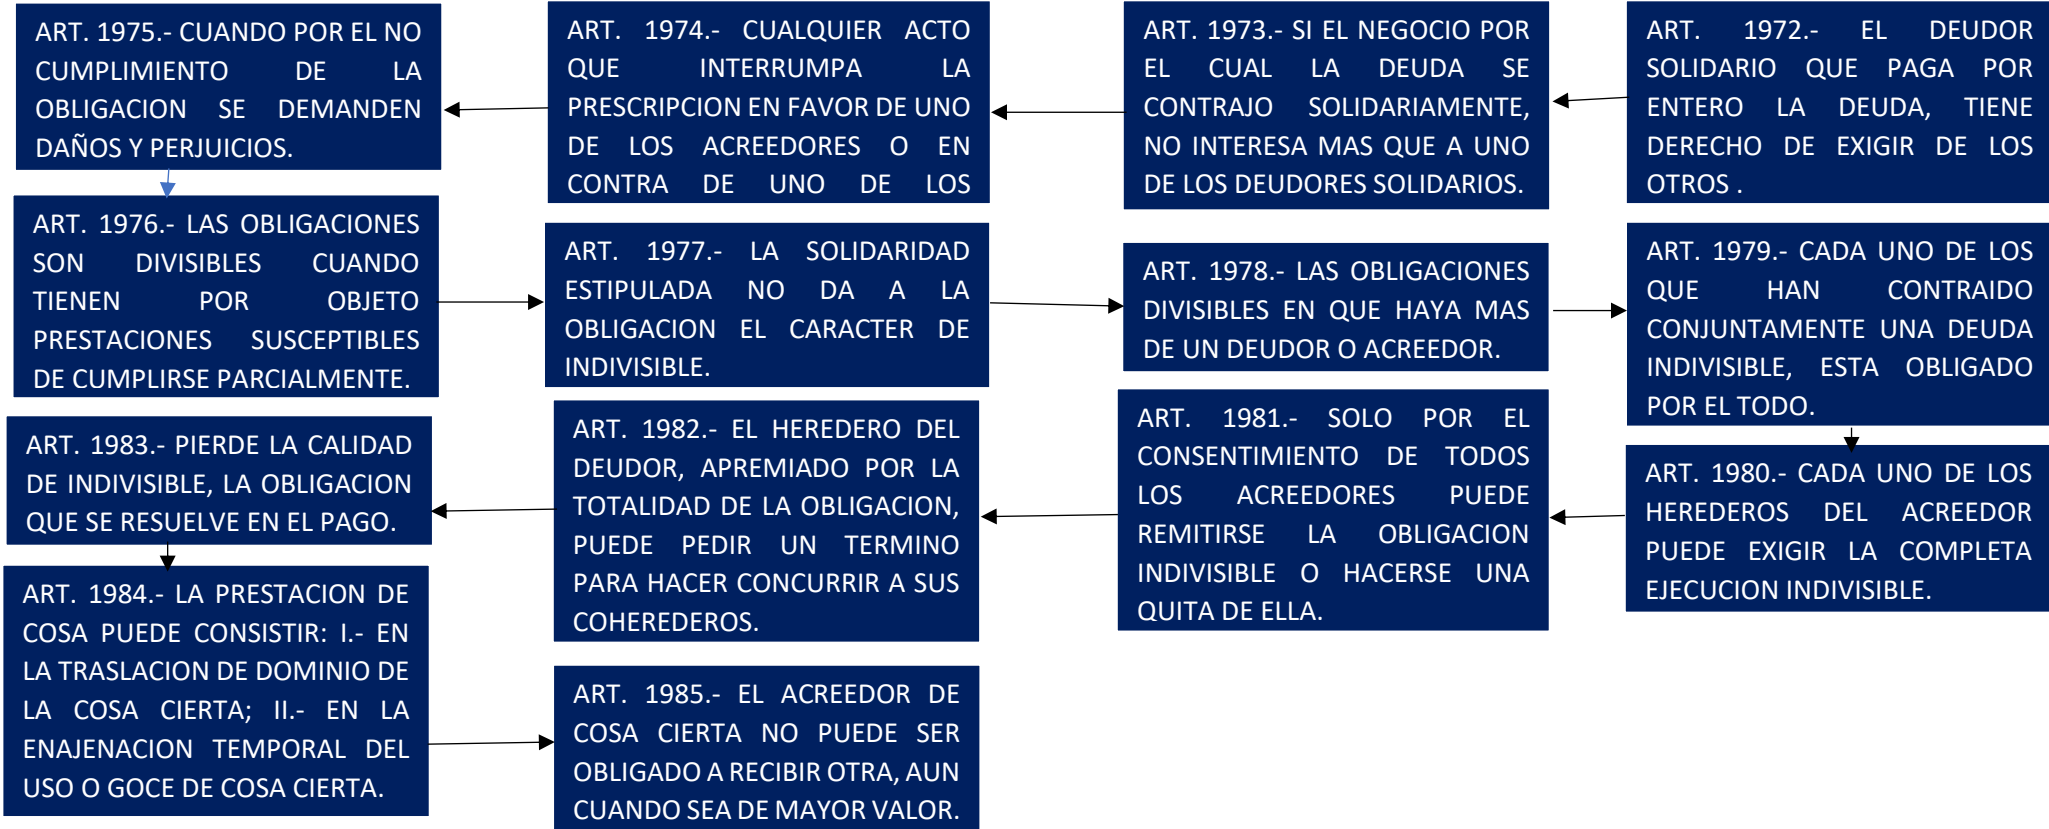 ART. 1975.- CUANDO POR EL NO
CUMPLIMIENTO DE LA
OBLIGACION SE DEMANDEN
DAÑOS Y PERJUICIOS.
ART. 1974.- CUALQUIER ACTO
QUE INTERRUMPA LA
PRESCRIPCION EN FAVOR DE UNO
DE LOS ACREEDORES O EN
CONTRA DE UNO DE LOS
ART. 1973.- SI EL NEGOCIO POR
EL CUAL LA DEUDA SE
CONTRAJO SOLIDARIAMENTE,
NO INTERESA MAS QUE A UNO
DE LOS DEUDORES SOLIDARIOS.
ART. 1972.- EL DEUDOR
SOLIDARIO QUE PAGA POR
ENTERO LA DEUDA, TIENE
DERECHO DE EXIGIR DE LOS
OTROS .
ART. 1976.- LAS OBLIGACIONES
SON DIVISIBLES CUANDO
TIENEN POR OBJETO
PRESTACIONES SUSCEPTIBLES
DE CUMPLIRSE PARCIALMENTE.
ART. 1977.- LA SOLIDARIDAD
ESTIPULADA NO DA A LA
OBLIGACION EL CARACTER DE
INDIVISIBLE.
ART. 1978.- LAS OBLIGACIONES
DIVISIBLES EN QUE HAYA MAS
DE UN DEUDOR O ACREEDOR.
ART. 1979.- CADA UNO DE LOS
QUE HAN CONTRAIDO
CONJUNTAMENTE UNA DEUDA
INDIVISIBLE, ESTA OBLIGADO
POR EL TODO.
ART. 1983.- PIERDE LA CALIDAD
DE INDIVISIBLE, LA OBLIGACION
QUE SE RESUELVE EN EL PAGO.
ART. 1982.- EL HEREDERO DEL
DEUDOR, APREMIADO POR LA
TOTALIDAD DE LA OBLIGACION,
PUEDE PEDIR UN TERMINO
PARA HACER CONCURRIR A SUS
COHEREDEROS.
ART. 1981.- SOLO POR EL
CONSENTIMIENTO DE TODOS
LOS ACREEDORES PUEDE
REMITIRSE LA OBLIGACION
INDIVISIBLE O HACERSE UNA
QUITA DE ELLA.
ART. 1980.- CADA UNO DE LOS
HEREDEROS DEL ACREEDOR
PUEDE EXIGIR LA COMPLETA
EJECUCION INDIVISIBLE.
ART. 1984.- LA PRESTACION DE
COSA PUEDE CONSISTIR: I.- EN
LA TRASLACION DE DOMINIO DE
LA COSA CIERTA; II.- EN LA
ENAJENACION TEMPORAL DEL
USO O GOCE DE COSA CIERTA.
ART. 1985.- EL ACREEDOR DE
COSA CIERTA NO PUEDE SER
OBLIGADO A RECIBIR OTRA, AUN
CUANDO SEA DE MAYOR VALOR.